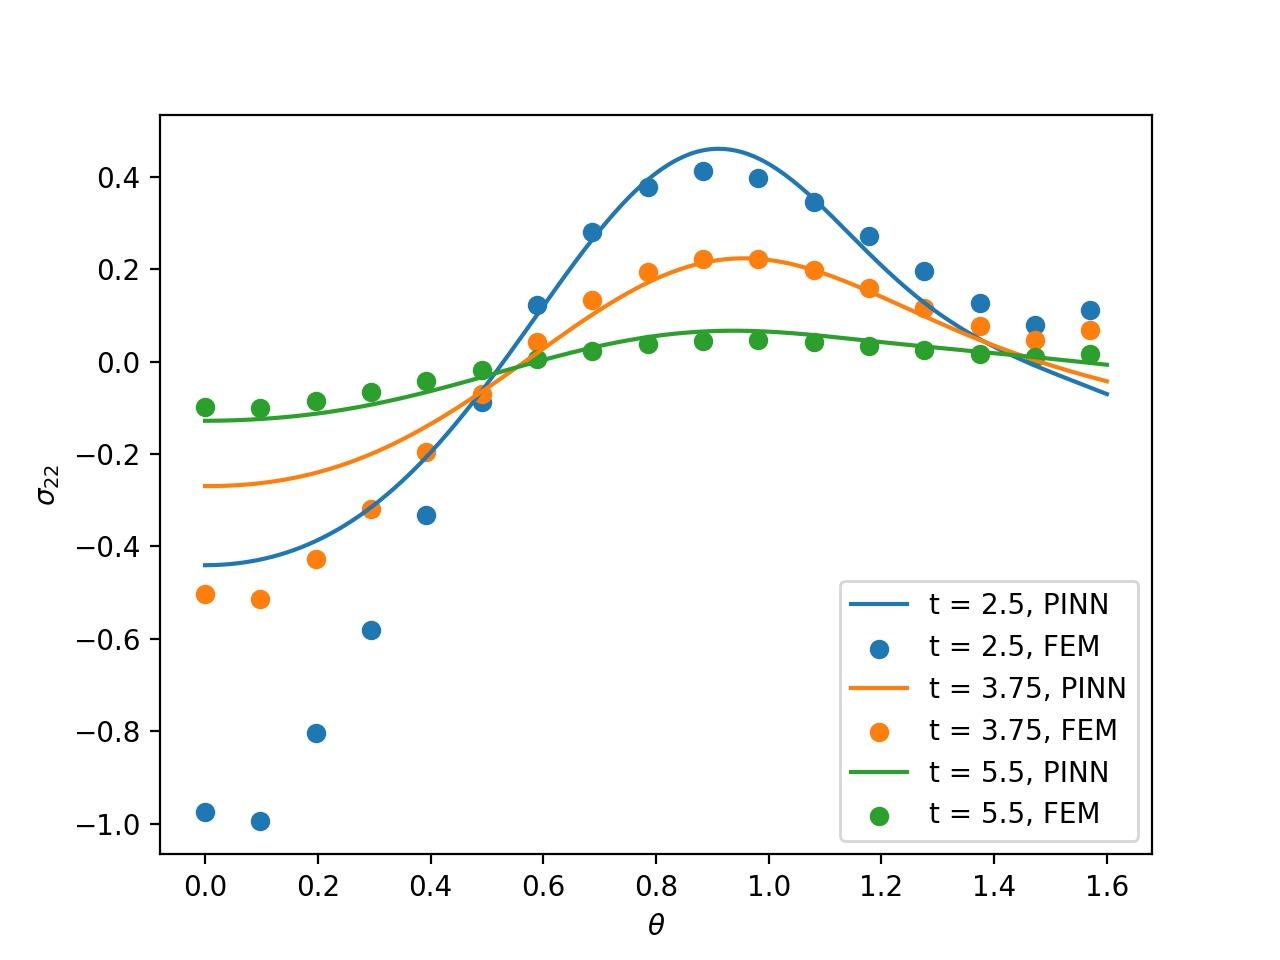 0.4
0.2
0.0
−0.2
−0.4
−0.6
−0.8
−1.0
σ22
0.0 0.2 0.4 0.6 0.8 1.0 1.2 1.4 1.6
θ
t = 2.5, PINN
t = 2.5, FEM
t = 3.75, PINN
t = 3.75, FEM
t = 5.5, PINN
t = 5.5, FEM